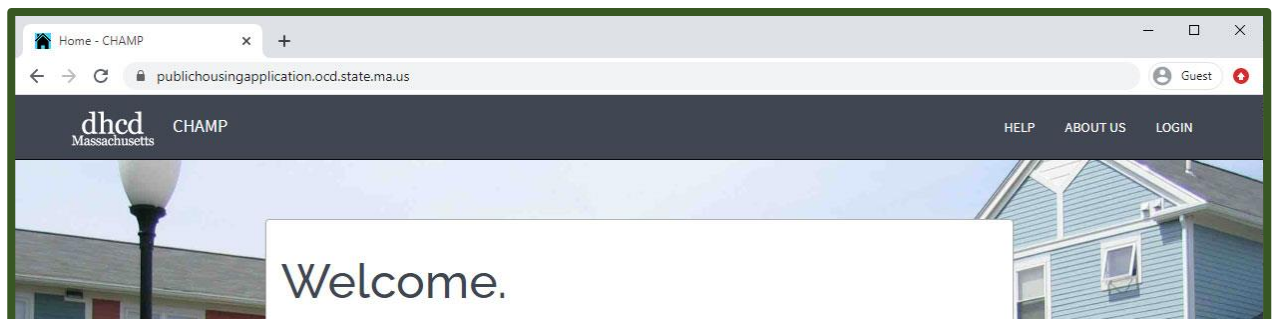 Home - CHAMP
publichousingapplication.ocd.state.ma.us
Guest
dhcd
Massachusetts
CHAMP
HELP
ABOUT US
LOGIN
Welcome.